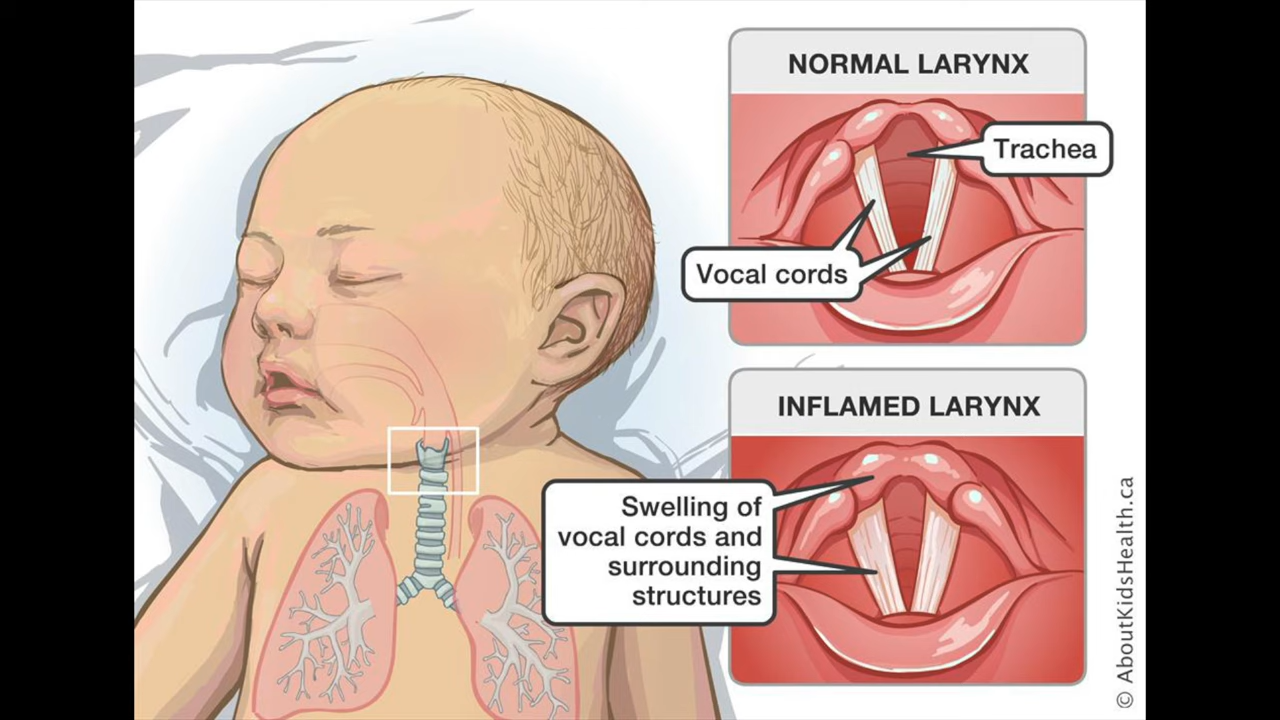 NORMAL LARYNX
Trachea
Vocal cords
INFLAMED LARYNX
Swelling of
vocal cords and
surrounding
structures
© AboutKidsHealth.ca